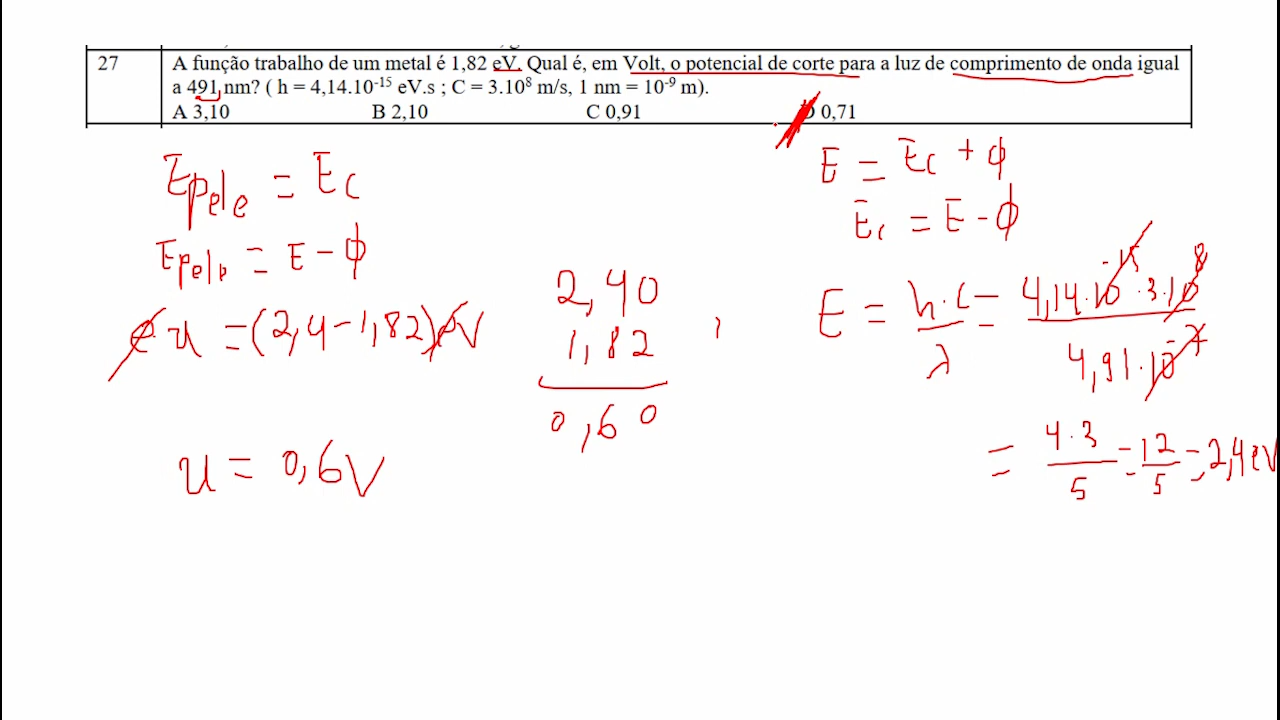 27
A função trabalho de um metal é 1,82 eV. Qual é, em Volt, o potencial de corte para a luz de comprimento de onda igual
a 491 nm? ( h = 4,14.10⁻¹⁵ eV.s ; C = 3.10⁸ m/s, 1 nm = 10⁻⁹ m).
A 3,10 B 2,10 C 0,91 D 0,71
Epele = Ec
Epele = E - ϕ
eu = (2,4-1,82)eV
u = 0,6V
2,40
1,82
0,60
E = Ec + ϕ
Ec = E - ϕ
E = h.c/λ = 4,14.10⁻¹⁵.3.10⁸/4,91.10⁻⁷
= 4.3/5 = 12/5 = 2,4eV